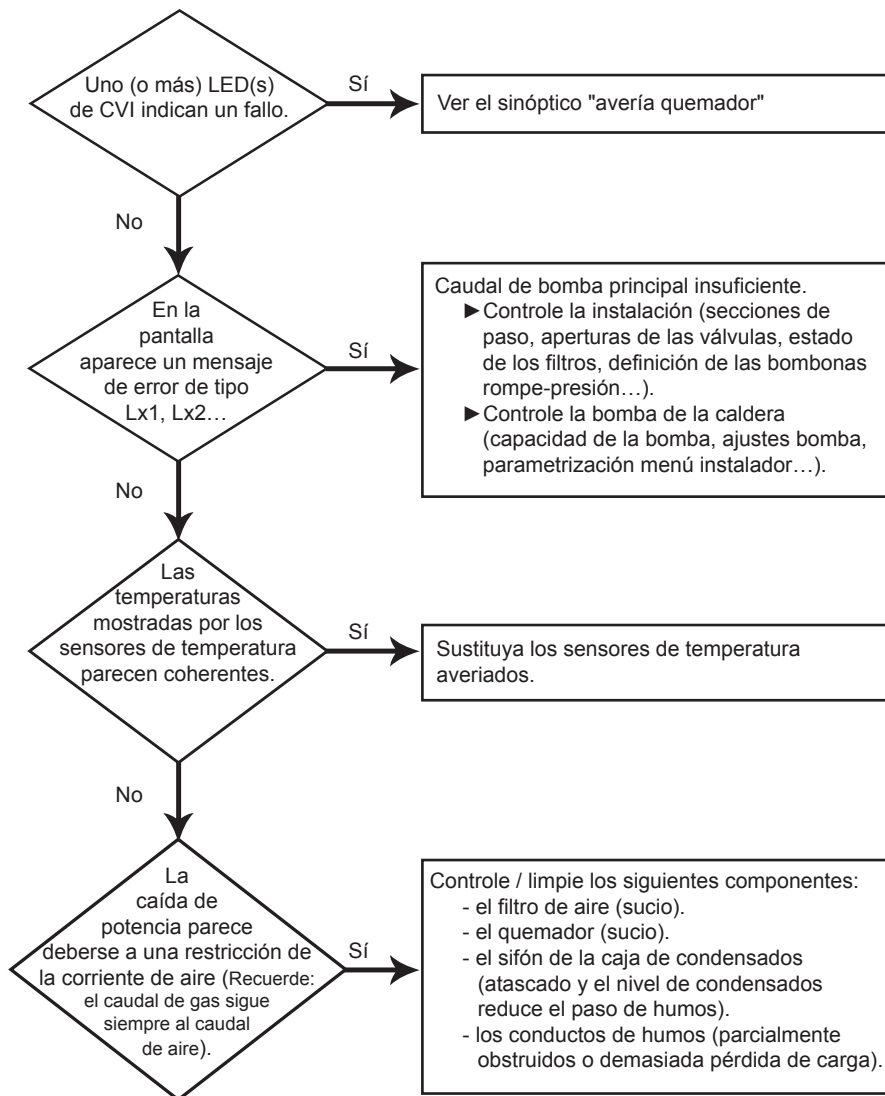 Uno (o más) LED(s)
de CVI indican un fallo.
Sí
Ver el sinóptico "avería quemador"
No
En la
pantalla
aparece un mensaje
de error de tipo
Lx1, Lx2…
Sí
Caudal de bomba principal insuficiente.
►Controle la instalación (secciones de
paso, aperturas de las válvulas, estado
de los filtros, definición de las bombonas
rompe-presión…).
►Controle la bomba de la caldera
(capacidad de la bomba, ajustes bomba,
parametrización menú instalador…).
No
Las
temperaturas
mostradas por los
sensores de temperatura
parecen coherentes.
Sí
Sustituya los sensores de temperatura
averiados.
No
La
caída de
potencia parece
deberse a una restricción de
la corriente de aire (Recuerde:
el caudal de gas sigue
siempre al caudal
de aire).
Sí
Controle / limpie los siguientes componentes:
- el filtro de aire (sucio).
- el quemador (sucio).
- el sifón de la caja de condensados
(atascado y el nivel de condensados
reduce el paso de humos).
- los conductos de humos (parcialmente
obstruidos o demasiada pérdida de carga).